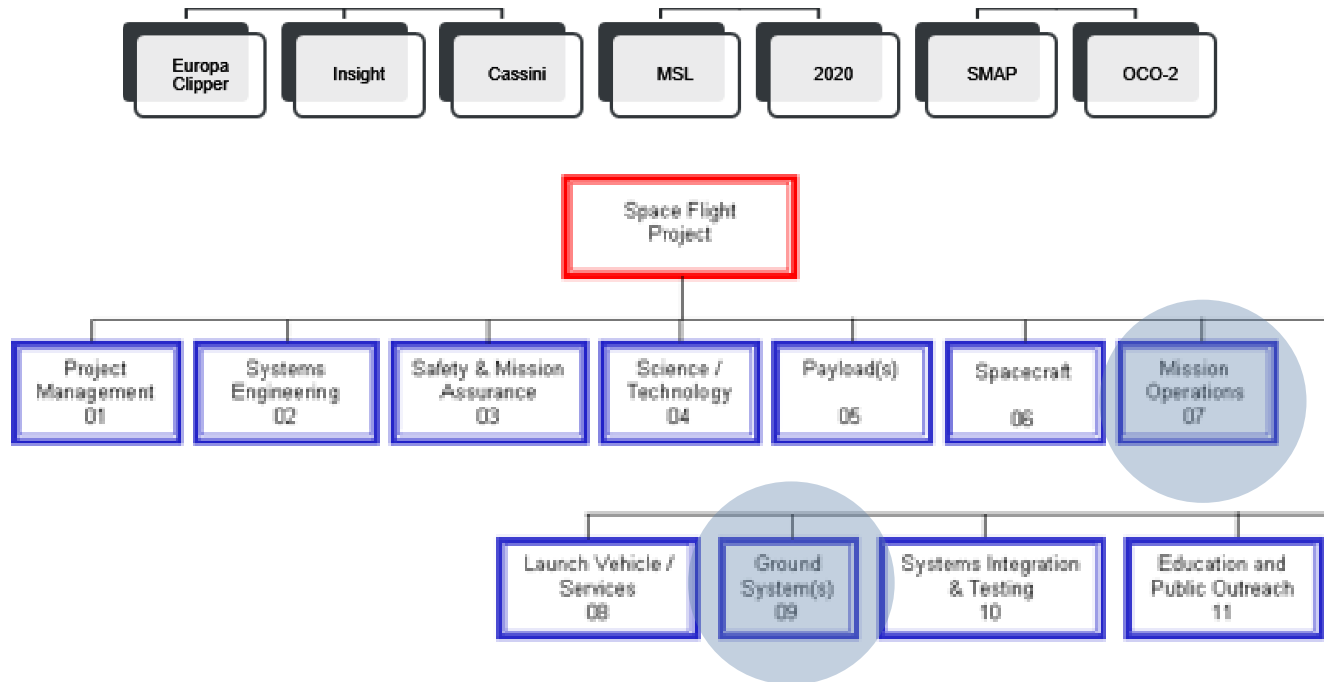 Europa
Clipper
Insight
Cassini
MSL
2020
SMAP
OCO-2
Space Flight
Project
Project
Management
01
Systems
Engineering
02
Safety & Mission
Assurance
03
Science /
Technology
04
Payload(s)
05
Spacecraft
06
Mission
Operations
07
Launch Vehicle /
Services
08
Ground
System(s)
09
Systems Integration
& Testing
10
Education and
Public Outreach
11